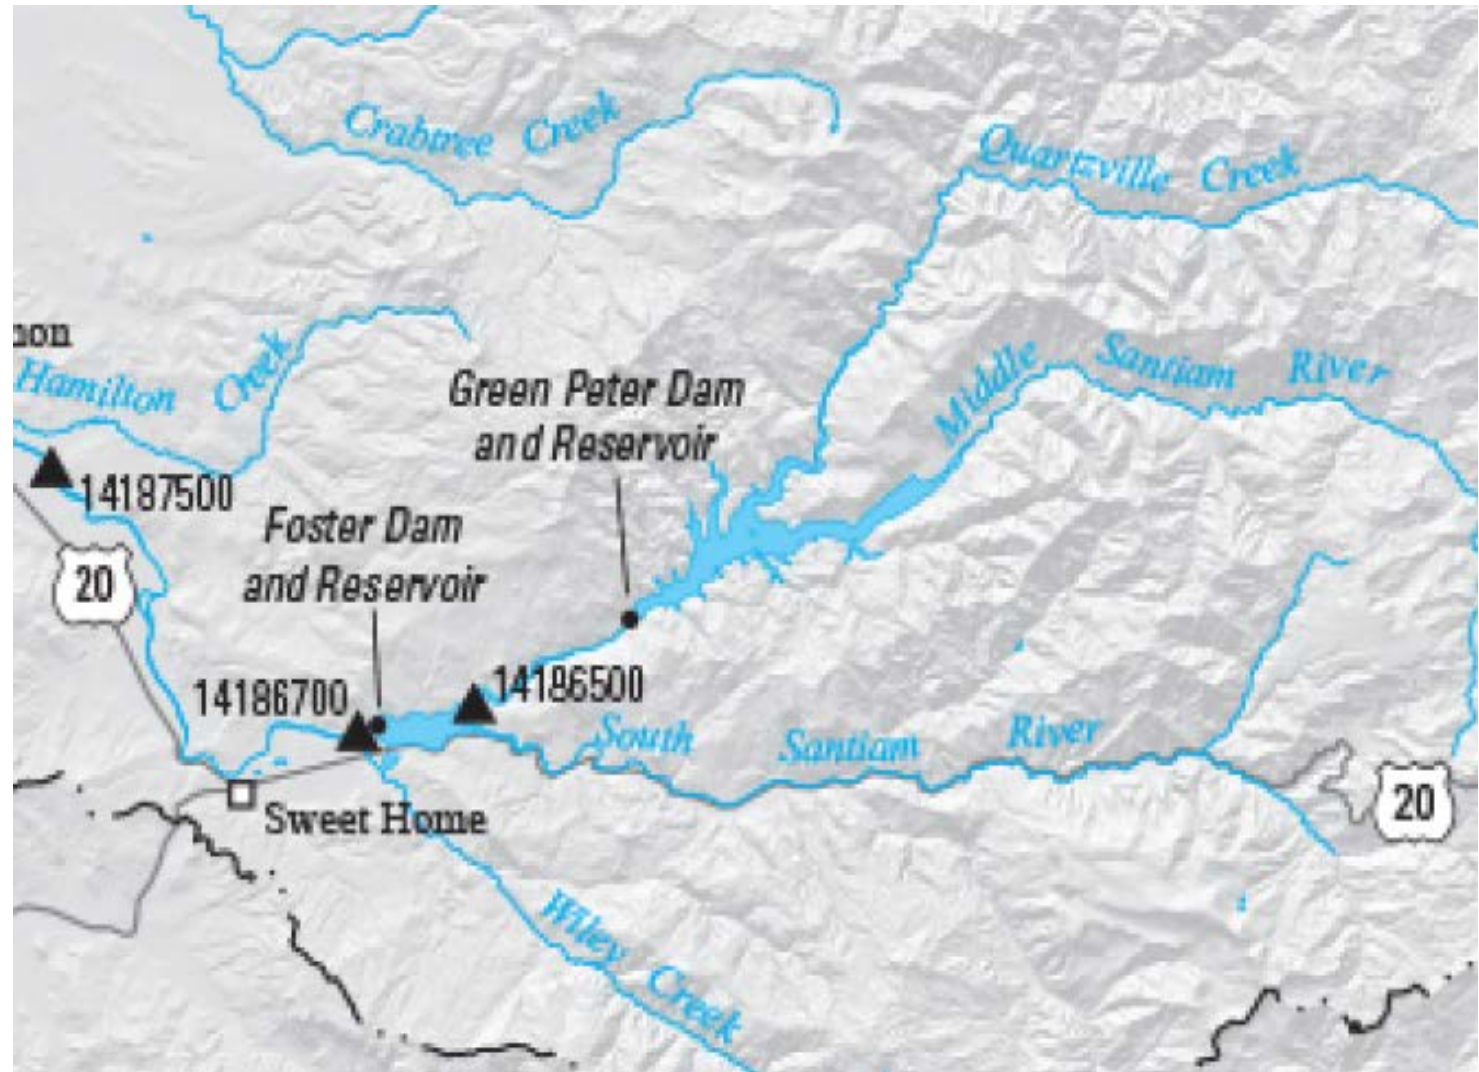 Crabtree Creek
Quartzville Creek
Hamilton Creek
Middle Santiam River
Green Peter Dam
and Reservoir
14187500
Foster Dam
and Reservoir
20
14186700
14186500
South Santiam River
20
Sweet Home
Wiley Creek